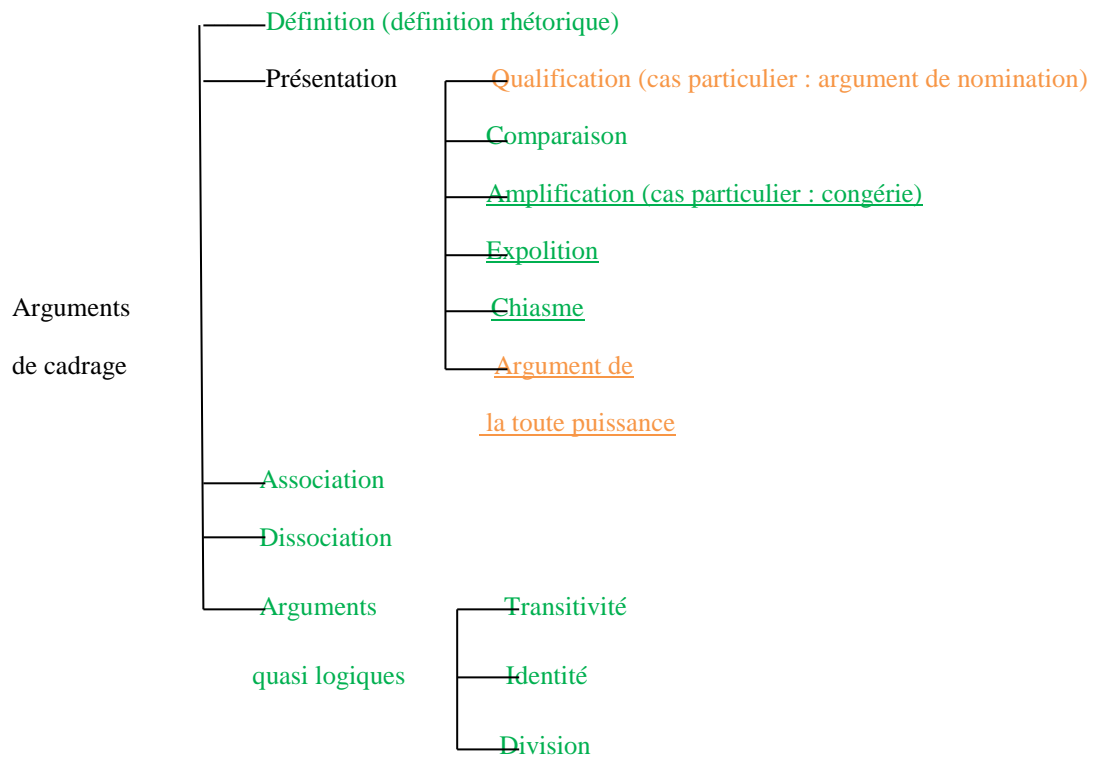 Définition (définition rhétorique)
Présentation
Qualification (cas particulier : argument de nomination)
Comparaison
Amplification (cas particulier : congérie)
Expolition
Arguments
Chiasme
de cadrage
Argument de
la toute puissance
Association
Dissociation
Arguments
Transitivité
quasi logiques
Identité
Division